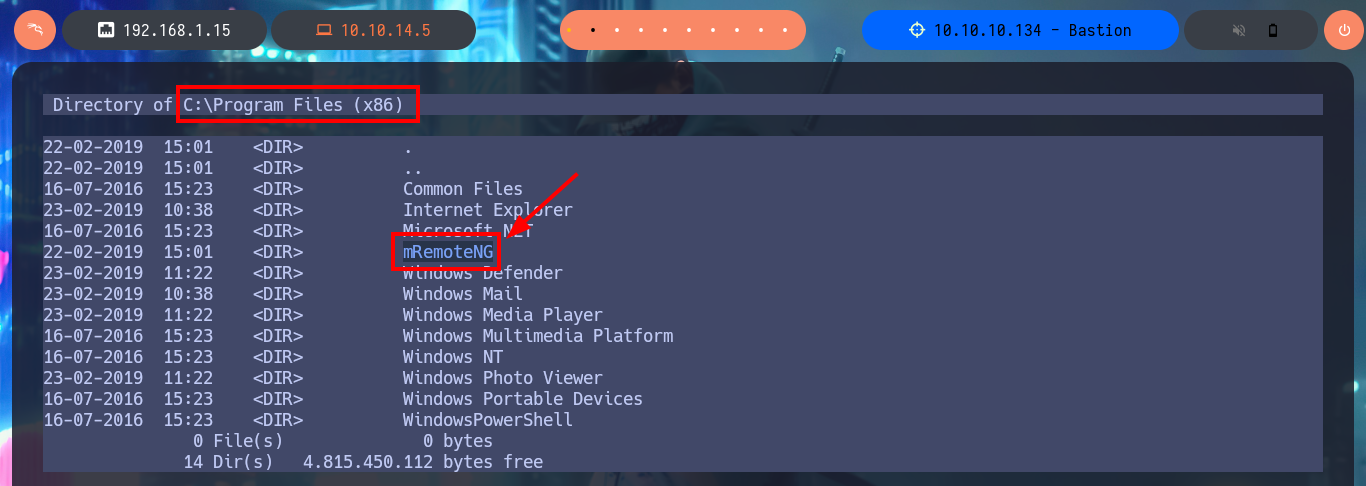 192.168.1.15 10.10.14.5 10.10.10.134 - Bastion
Directory of C:\Program Files (x86)
22-02-2019 15:01 <DIR> .
22-02-2019 15:01 <DIR> ..
16-07-2016 15:23 <DIR> Common Files
23-02-2019 10:38 <DIR> Internet Explorer
16-07-2016 15:23 <DIR> Microsoft.NET
22-02-2019 15:01 <DIR> mRemoteNG
23-02-2019 11:22 <DIR> Windows Defender
23-02-2019 10:38 <DIR> Windows Mail
23-02-2019 11:22 <DIR> Windows Media Player
16-07-2016 15:23 <DIR> Windows Multimedia Platform
16-07-2016 15:23 <DIR> Windows NT
23-02-2019 11:22 <DIR> Windows Photo Viewer
16-07-2016 15:23 <DIR> Windows Portable Devices
16-07-2016 15:23 <DIR> WindowsPowerShell
0 File(s) 0 bytes
14 Dir(s) 4.815.450.112 bytes free